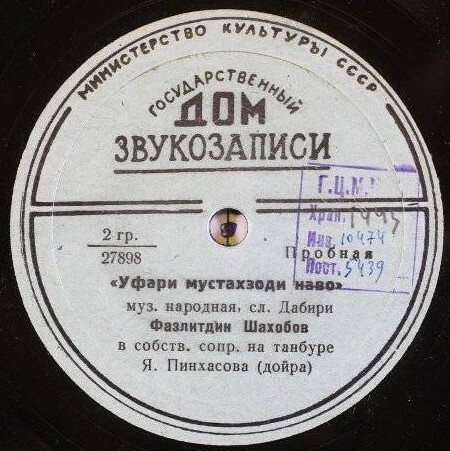 МИНИСТЕРСТВО КУЛЬТУРЫ СССР
ГОСУДАРСТВЕННЫЙ
ДОМ
ЗВУКОЗАПИСИ
Г.Ц.М.
Хран. 1495
Инв. 10474
Пост. 5439
2 гр.
27898
Пробная
«Уфари мустахзоди наво»
муз. народная, сл. Дабири
Фазлитдин Шахобов
в собств. сопр. на танбуре
Я. Пинхасова (дойра)